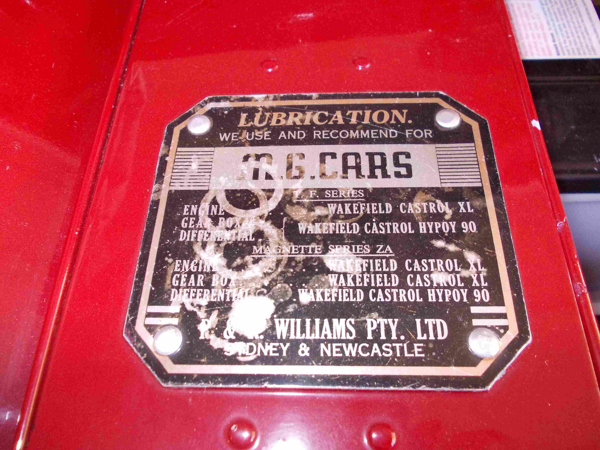 LUBRICATION.
WE USE AND RECOMMEND FOR
M.G. CARS
T. F. SERIES
ENGINE WAKEFIELD CASTROL XL
GEAR BOX WAKEFIELD CASTROL HYPOY 90
DIFFERENTIAL
MAGNETTE SERIES ZA
ENGINE WAKEFIELD CASTROL XL
GEAR BOX WAKEFIELD CASTROL XL
DIFFERENTIAL WAKEFIELD CASTROL HYPOY 90
P. & R. WILLIAMS PTY. LTD
SYDNEY & NEWCASTLE